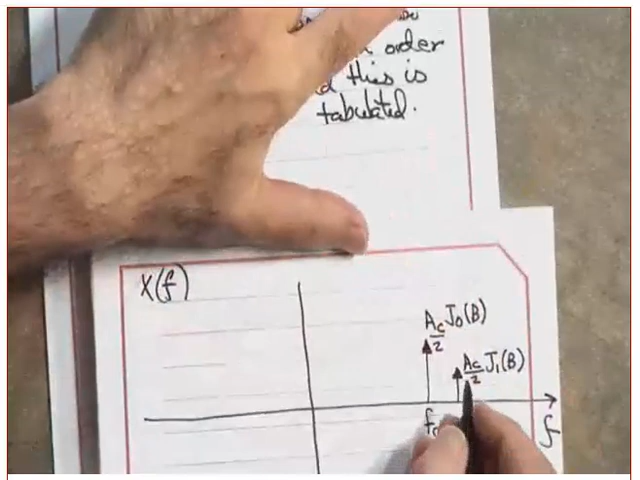 order
this is
tabulated.
X(f)
Ac/2 J0(B)
Ac/2 J1(B)
f